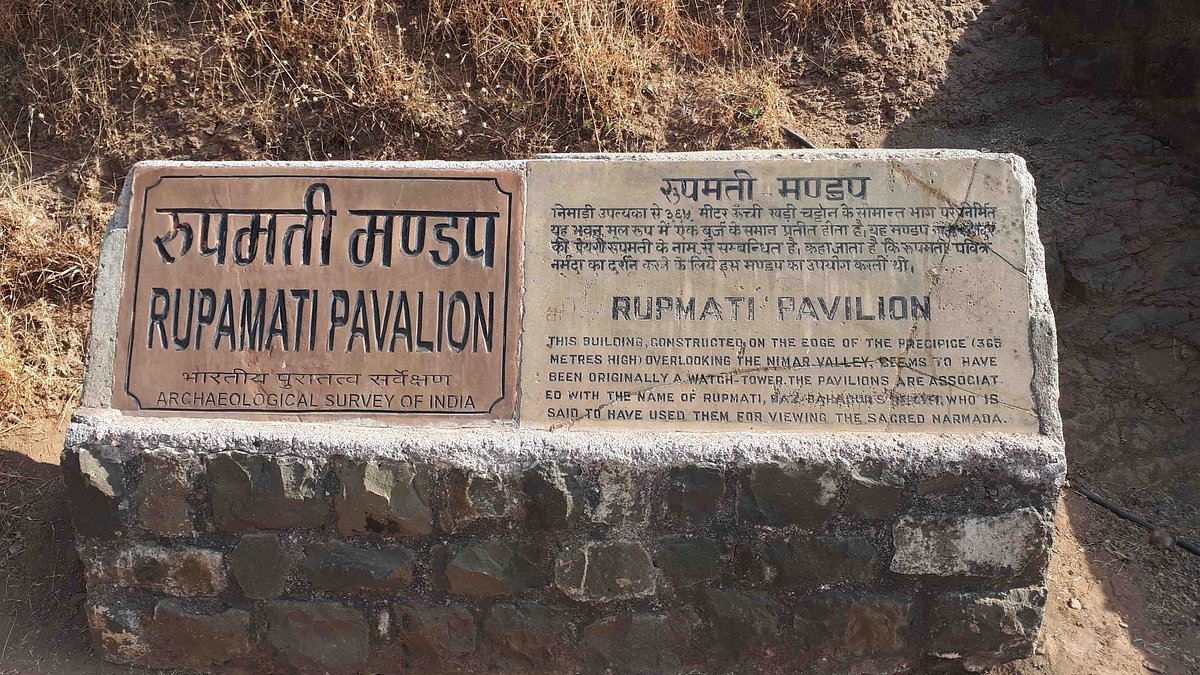 रुपमती मण्डप
RUPAMATI PAVALION
भारतीय पुरातत्व सर्वेक्षण
ARCHAEOLOGICAL SURVEY OF INDIA
रुपमती मण्डप
निमाड़ी उपत्यका से ३६५ मीटर ऊँची खड़ी चट्टान के सीमान्त भाग पर निर्मित
यह भवन मूल रूप में एक बुर्ज के समान प्रतीत होता है, यह मण्डप
की प्रेयसी रुपमती के नाम से सम्बन्धित है, कहा जाता है कि रुपमती पवित्र
नर्मदा का दर्शन करने के लिये इस मण्डप का उपयोग करती थी।
RUPMATI PAVILION
THIS BUILDING, CONSTRUCTED ON THE EDGE OF THE PRECIPICE (365
METRES HIGH) OVERLOOKING THE NIMAR VALLEY, SEEMS TO HAVE
BEEN ORIGINALLY A WATCH-TOWER. THE PAVILIONS ARE ASSOCIAT-
ED WITH THE NAME OF RUPMATI, BAZ-BAHADUR'S WHO IS
SAID TO HAVE USED THEM FOR VIEWING THE SACRED NARMADA.